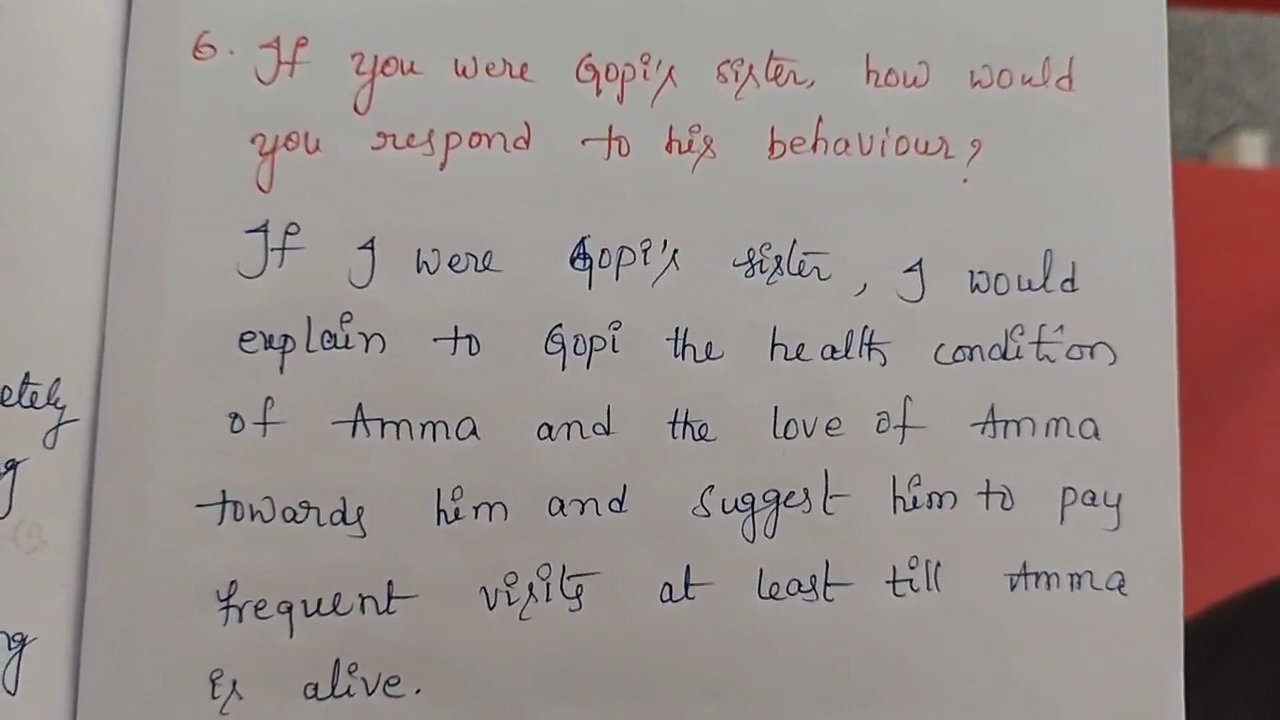 6. If you were Gopi's sister, how would
you respond to his behaviour?
If I were Gopi's sister, I would
explain to Gopi the health condition
of Amma and the love of Amma
towards him and suggest him to pay
frequent visits at least till Amma
is alive.
etely
g
ng